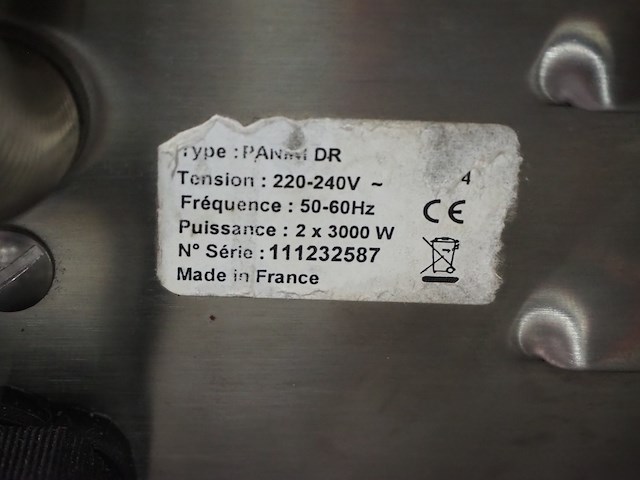 Type : PANINI DR
Tension : 220-240V ~ 4
Fréquence : 50-60Hz
CE
Puissance : 2 x 3000 W
N° Série : 111232587
Made in France